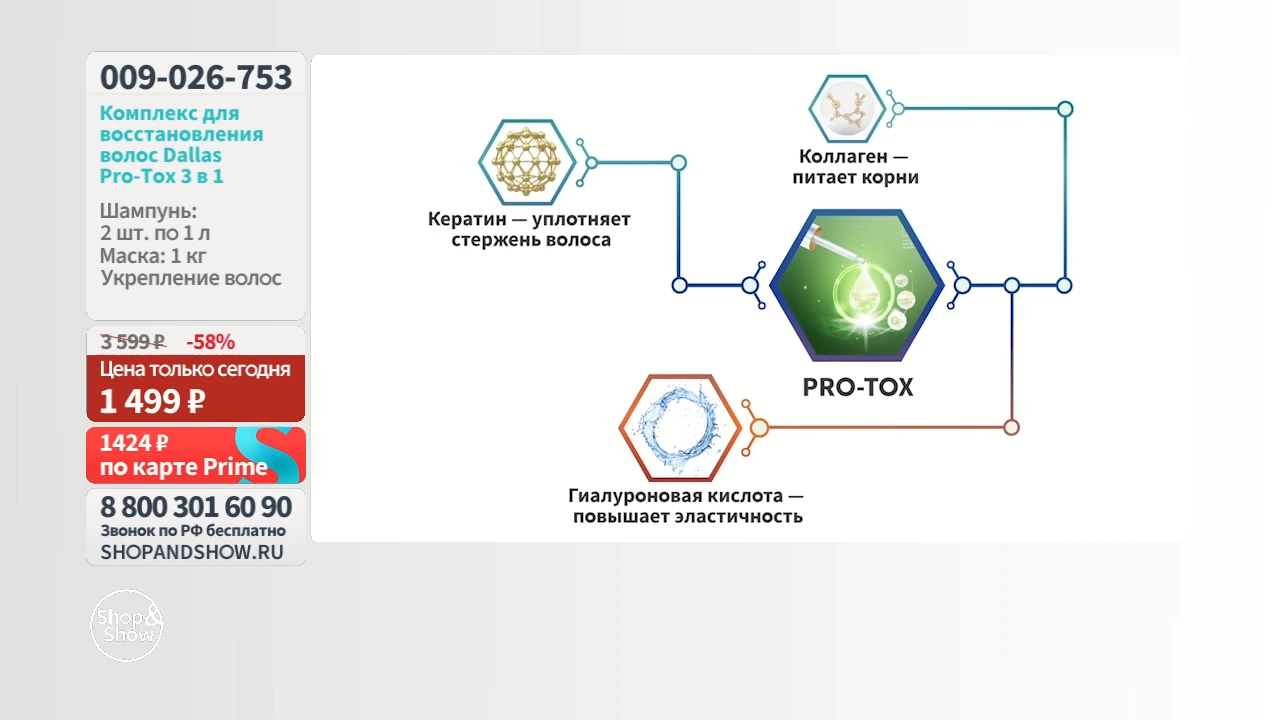 009-026-753
Комплекс для
восстановления
волос Dallas
Pro-Tox 3 в 1
Шампунь:
2 шт. по 1 л
Маска: 1 кг
Укрепление волос
3 599 ₽ -58%
Цена только сегодня
1 499 ₽
1424 ₽
по карте Prime
8 800 301 60 90
Звонок по РФ бесплатно
SHOPANDSHOW.RU
Shop&
Show
Коллаген —
питает корни
Кератин — уплотняет
стержень волоса
PRO-TOX
Гиалуроновая кислота —
повышает эластичность